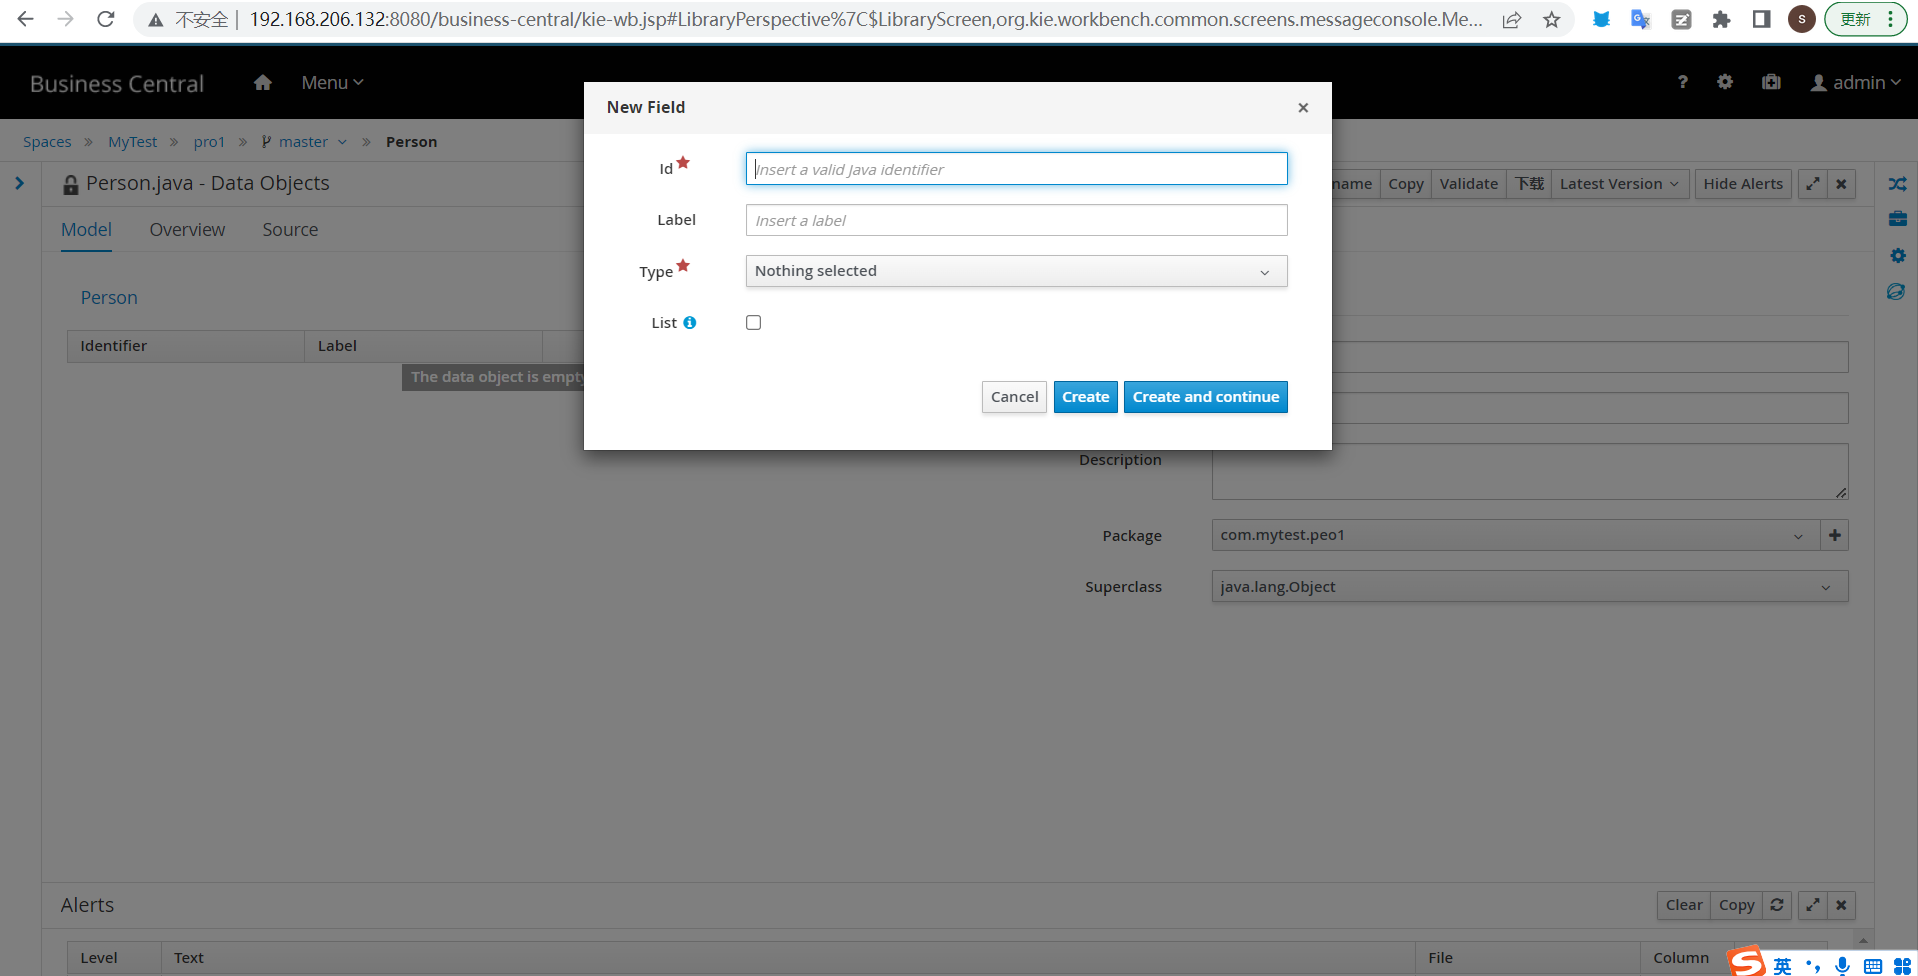 不安全 192.168.206.132:8080/business-central/kie-wb.jsp#LibraryPerspective%7C$LibraryScreen,org.kie.workbench.common.screens.messageconsole.Me... S 更新
Business Central Menu ? admin
New Field ×
Spaces » MyTest » pro1 » master » Person
Person.java - Data Objects name Copy Validate 下载 Latest Version Hide Alerts
Id Insert a valid Java identifier
Model Overview Source
Label Insert a label
Type Nothing selected
Person
List
Identifier Label
The data object is empty
Cancel Create Create and continue
Description
Package com.mytest.peo1
Superclass java.lang.Object
Alerts Clear Copy
Level Text File Column
S 英